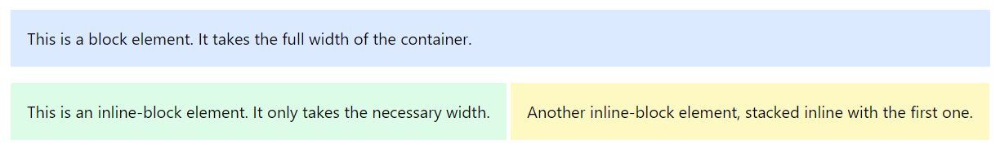 This is a block element. It takes the full width of the container.
This is an inline-block element. It only takes the necessary width.
Another inline-block element, stacked inline with the first one.